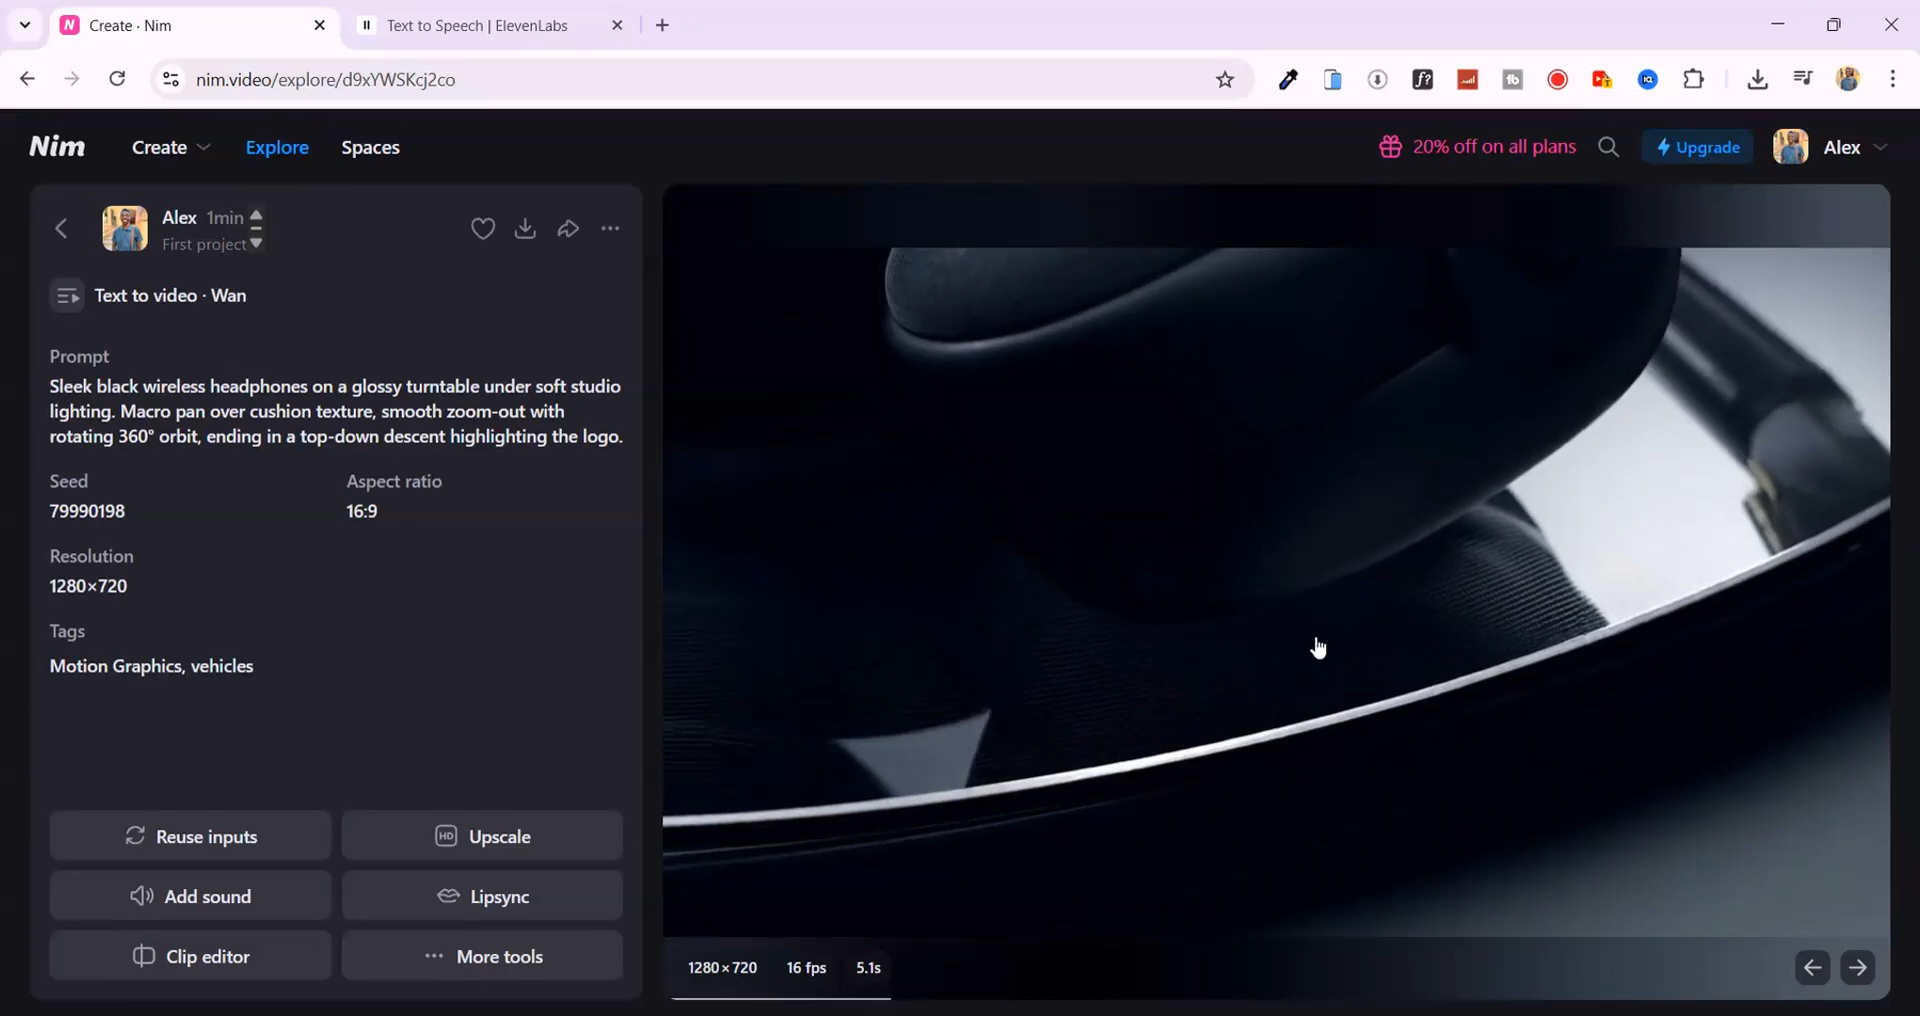 Create · Nim
Text to Speech | ElevenLabs
nim.video/explore/d9xYWSKcj2co
Nim
Create
Explore
Spaces
20% off on all plans
Upgrade
Alex
Alex 1min
First project
Text to video · Wan
Prompt
Sleek black wireless headphones on a glossy turntable under soft studio
lighting. Macro pan over cushion texture, smooth zoom-out with
rotating 360° orbit, ending in a top-down descent highlighting the logo.
Seed
Aspect ratio
79990198
16:9
Resolution
1280×720
Tags
Motion Graphics, vehicles
Reuse inputs
HD Upscale
Add sound
Lipsync
Clip editor
More tools
1280×720 16 fps 5.1s